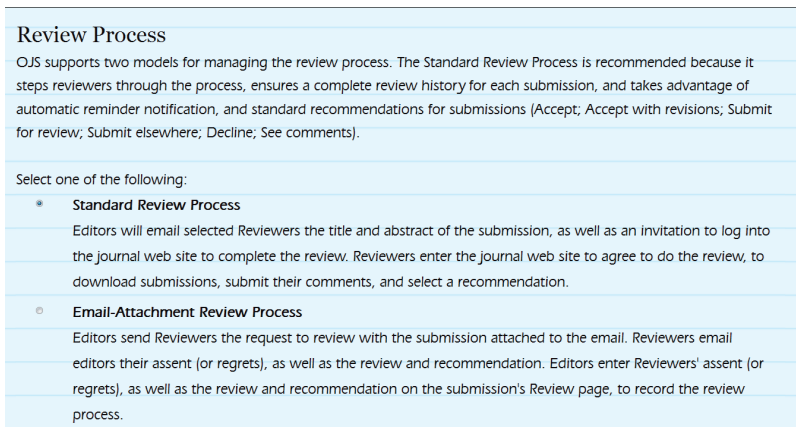 Review Process
OJS supports two models for managing the review process. The Standard Review Process is recommended because it
steps reviewers through the process, ensures a complete review history for each submission, and takes advantage of
automatic reminder notification, and standard recommendations for submissions (Accept; Accept with revisions; Submit
for review; Submit elsewhere; Decline; See comments).
Select one of the following:
Standard Review Process
Editors will email selected Reviewers the title and abstract of the submission, as well as an invitation to log into
the journal web site to complete the review. Reviewers enter the journal web site to agree to do the review, to
download submissions, submit their comments, and select a recommendation.
Email-Attachment Review Process
Editors send Reviewers the request to review with the submission attached to the email. Reviewers email
editors their assent (or regrets), as well as the review and recommendation. Editors enter Reviewers' assent (or
regrets), as well as the review and recommendation on the submission's Review page, to record the review
process.